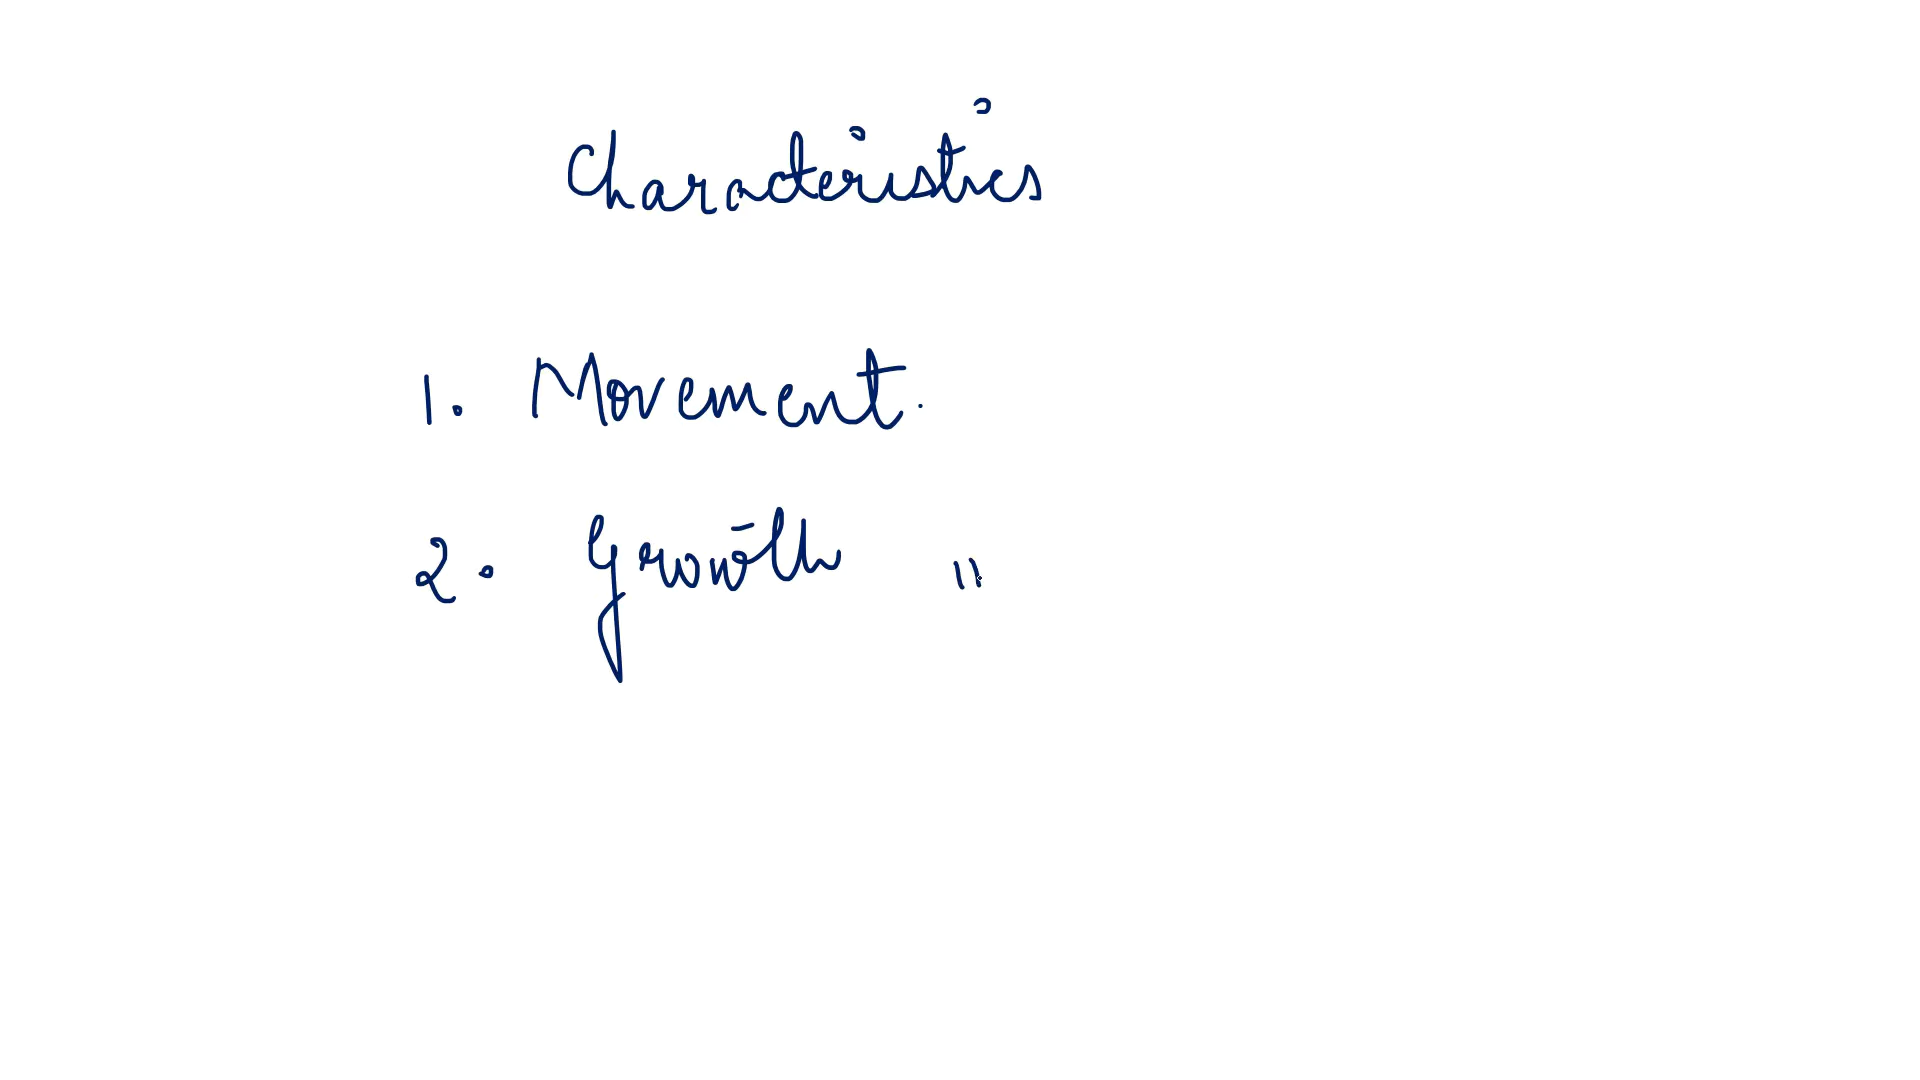 Characteristics
1. Movement.
2. Growth "